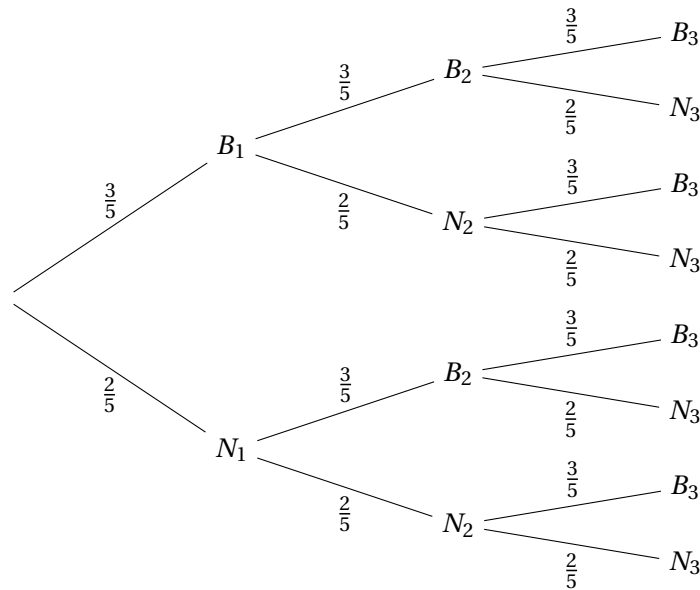 3/5 B₃
B₂
3/5 2/5 N₃
B₁
3/5 3/5 B₃
2/5 N₂
2/5 N₃
3/5 B₃
2/5 3/5 B₂
2/5 N₃
N₁
3/5 B₃
2/5 N₂
2/5 N₃